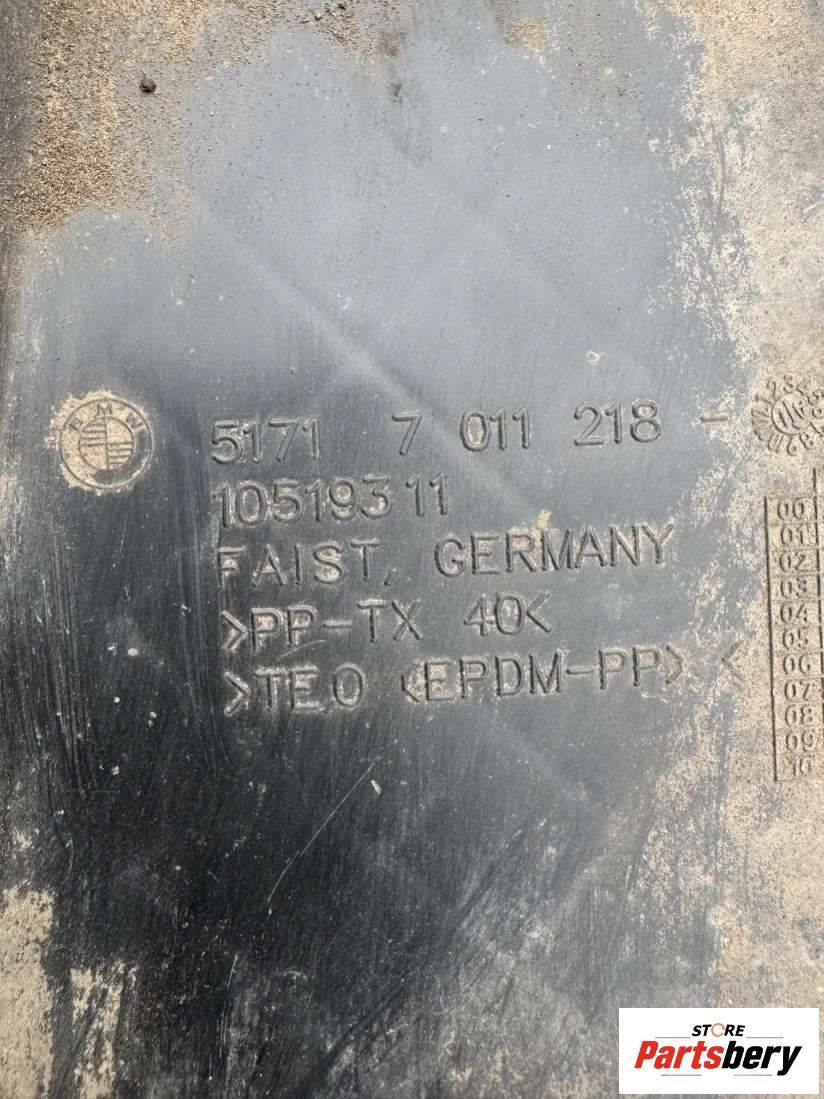 BMW
5171 7 011 218 -
10519311
FAIST, GERMANY
>PP-TX 40<
>TEO (EPDM-PP) <
00
01
02
03
04
05
06
07
08
09
10
STORE
Partsbery